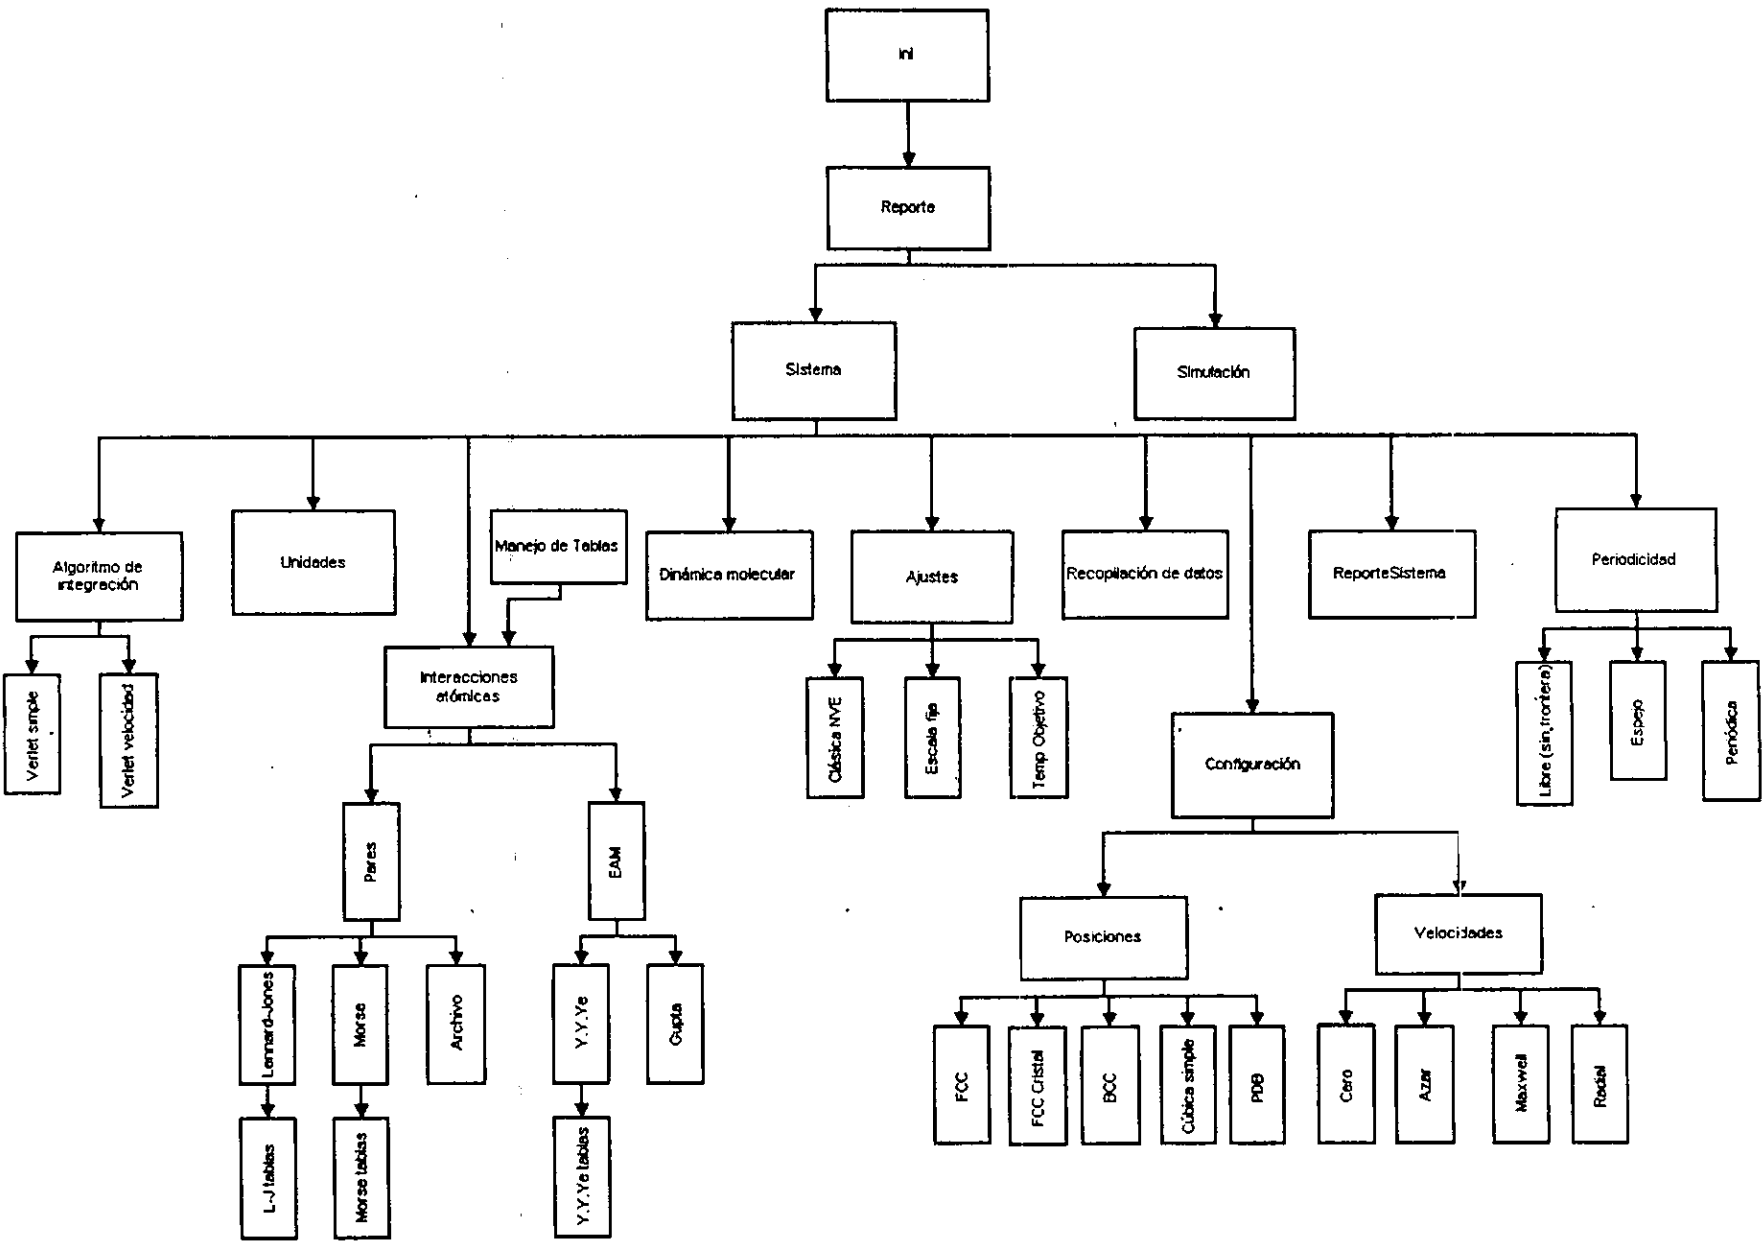 Ini
Reporte
Sistema
Simulación
Algoritmo de
integración
Unidades
Manejo de Tablas
Dinámica molecular
Ajustes
Recopilación de datos
ReporteSistema
Periodicidad
Interacciones
atómicas
Verlet simple
Verlet velocidad
Clásica NVE
Escala fija
Temp Objetivo
Configuración
Libre (sin frontera)
Espejo
Periódica
Pares
EAM
Posiciones
Velocidades
Lennard-Jones
Morse
Archivo
Y.Y.Ye
Gupta
FCC
FCC Cristal
BCC
Cúbica simple
PDB
Cero
Azar
Maxwell
Radial
L-J tablas
Morse tablas
Y.Y.Ye tablas